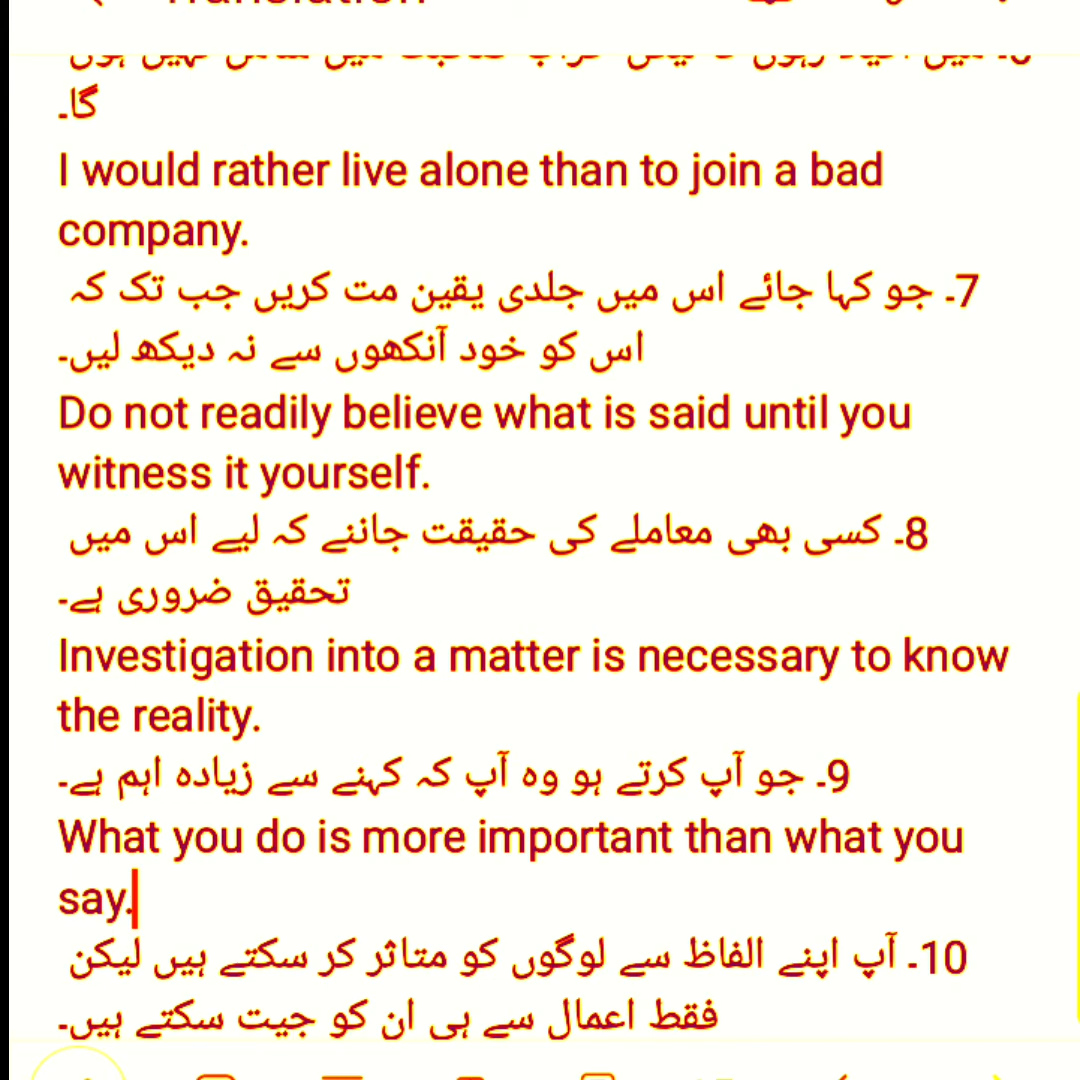 Translation
گا۔
I would rather live alone than to join a bad
company.
7۔ جو کہا جائے اس میں جلدی یقین مت کریں جب تک کہ
اس کو خود آنکھوں سے نہ دیکھ لیں۔
Do not readily believe what is said until you
witness it yourself.
8۔ کسی بھی معاملے کی حقیقت جاننے کہ لیے اس میں
تحقیق ضروری ہے۔
Investigation into a matter is necessary to know
the reality.
9۔ جو آپ کرتے ہو وہ آپ کہ کہنے سے زیادہ اہم ہے۔
What you do is more important than what you
say.
10۔ آپ اپنے الفاظ سے لوگوں کو متاثر کر سکتے ہیں لیکن
فقط اعمال سے ہی ان کو جیت سکتے ہیں۔